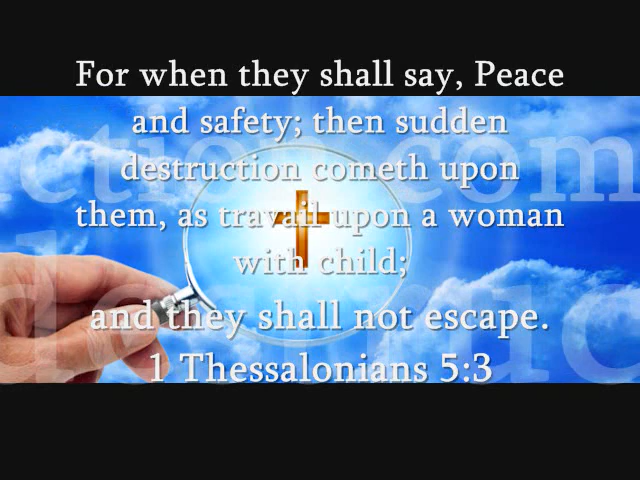 For when they shall say, Peace
and safety; then sudden
destruction cometh upon
them, as travail upon a woman
with child;
and they shall not escape.
1 Thessalonians 5:3